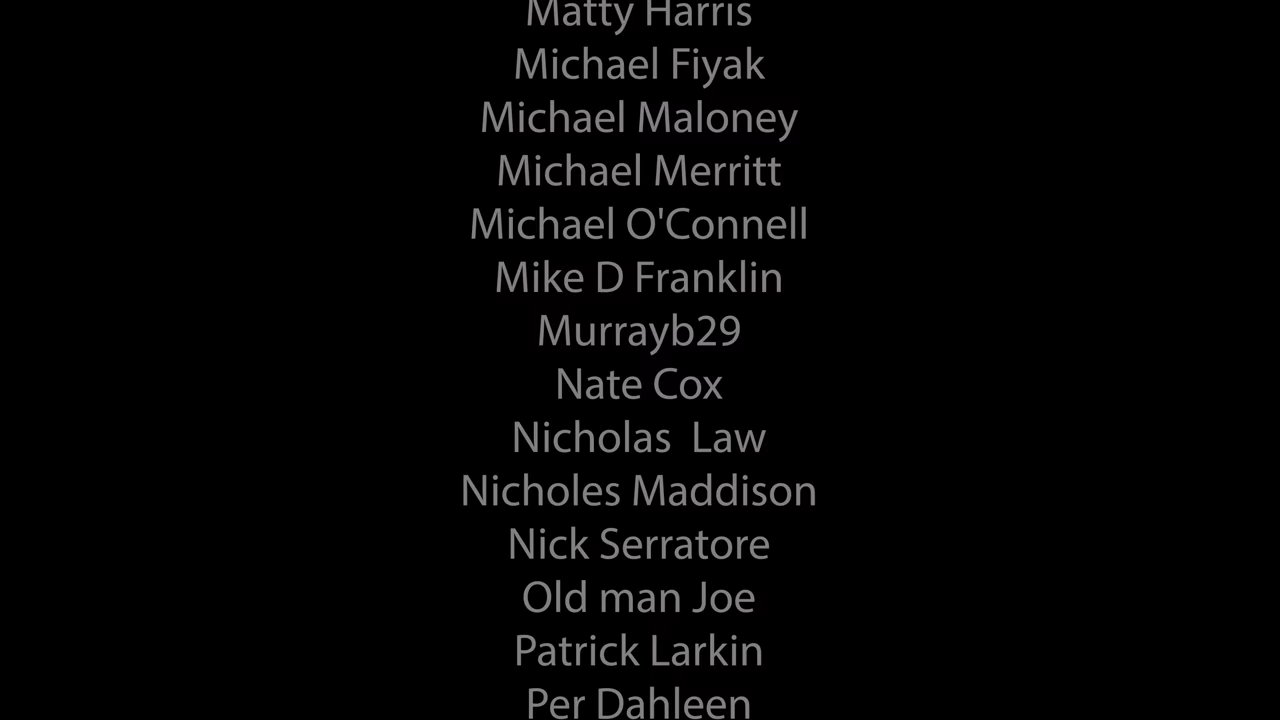 Matty Harris
Michael Fiyak
Michael Maloney
Michael Merritt
Michael O'Connell
Mike D Franklin
Murrayb29
Nate Cox
Nicholas  Law
Nicholes Maddison
Nick Serratore
Old man Joe
Patrick Larkin
Per Dahleen